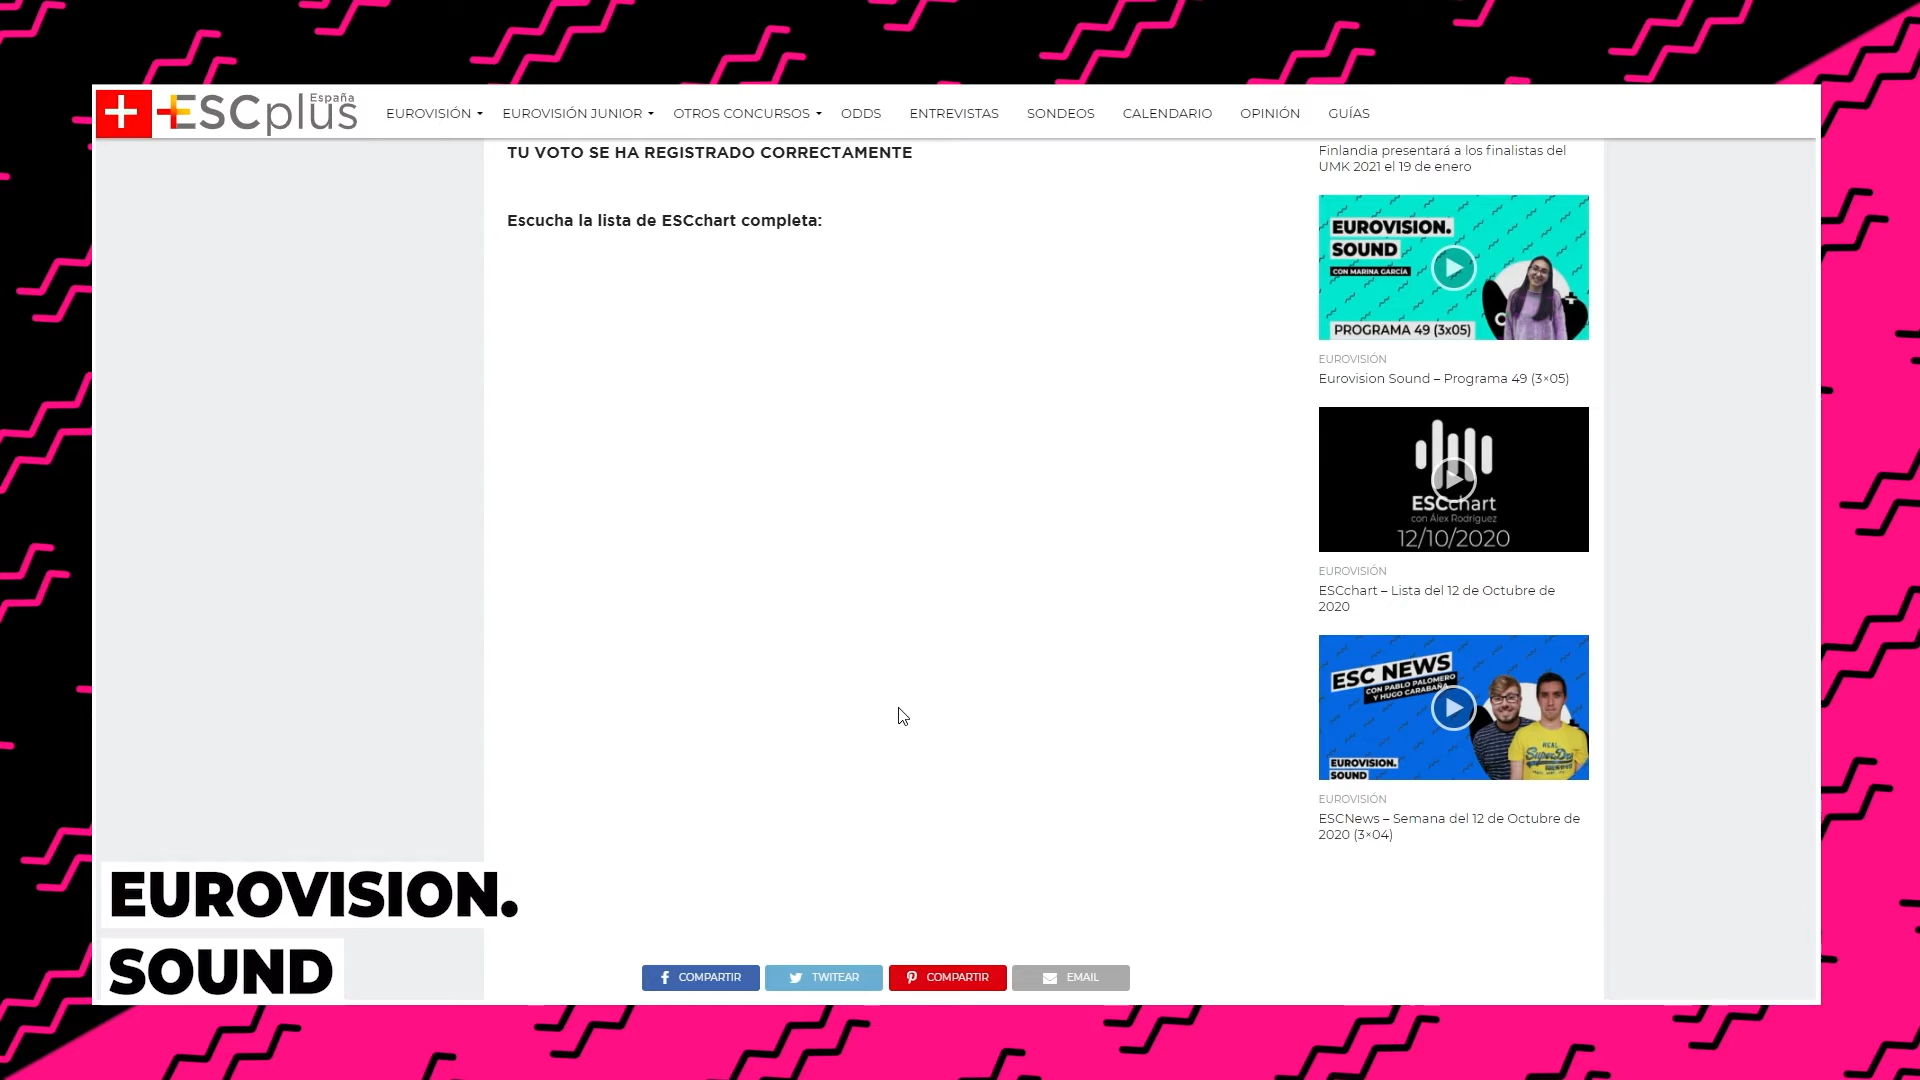 España
ESCplus
EUROVISIÓN
EUROVISIÓN JUNIOR
OTROS CONCURSOS
ODDS
ENTREVISTAS
SONDEOS
CALENDARIO
OPINIÓN
GUÍAS
TU VOTO SE HA REGISTRADO CORRECTAMENTE
Escucha la lista de ESCchart completa:
Finlandia presentará a los finalistas del
UMK 2021 el 19 de enero
EUROVISION.
SOUND
CON MARINA GARCÍA
PROGRAMA 49 (3x05)
EUROVISIÓN
Eurovision Sound – Programa 49 (3×05)
ESCchart
con Álex Rodríguez
12/10/2020
EUROVISIÓN
ESCchart – Lista del 12 de Octubre de
2020
ESC NEWS
CON PABLO PALOMERO
Y HUGO CARABAÑA
REAL
SuperDry
EUROVISION.
SOUND
EUROVISIÓN
ESCNews – Semana del 12 de Octubre de
2020 (3×04)
EUROVISION.
SOUND
COMPARTIR
TWITEAR
COMPARTIR
EMAIL